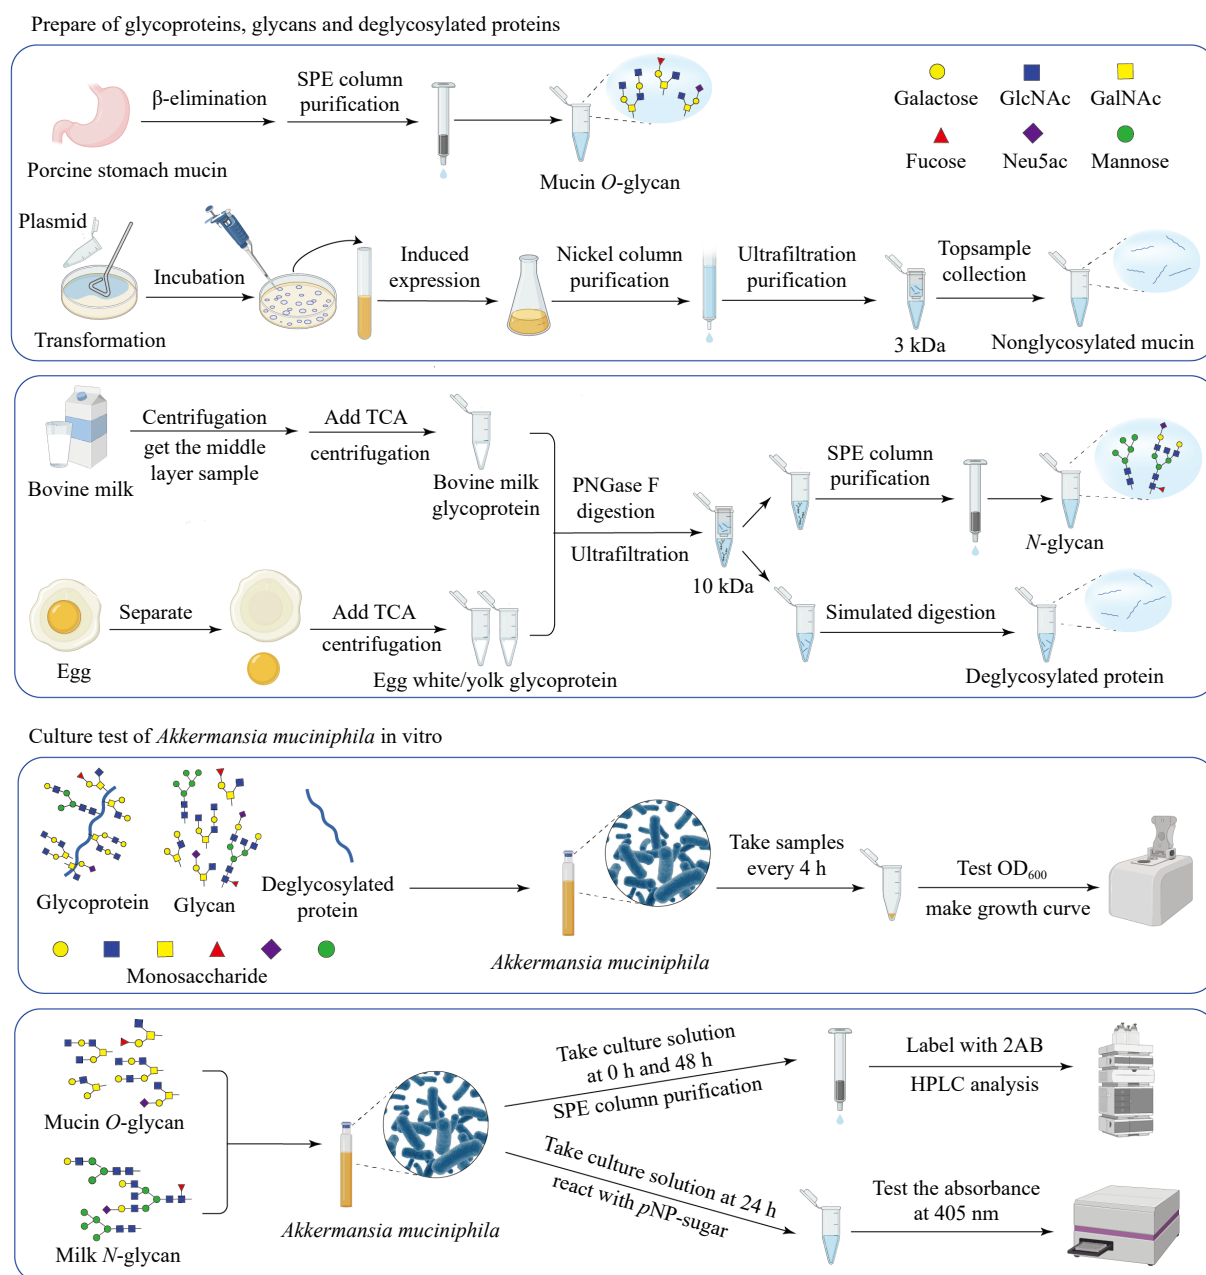 Prepare of glycoproteins, glycans and deglycosylated proteins
β-elimination
SPE column
purification
Porcine stomach mucin
Mucin O-glycan
Galactose
GlcNAc
GalNAc
Fucose
Neu5ac
Mannose
Plasmid
Transformation
Incubation
Induced
expression
Nickel column
purification
Ultrafiltration
purification
3 kDa
Topsample
collection
Nonglycosylated mucin
Bovine milk
Centrifugation
get the middle
layer sample
Add TCA
centrifugation
Bovine milk
glycoprotein
Egg
Separate
Add TCA
centrifugation
Egg white/yolk glycoprotein
PNGase F
digestion
Ultrafiltration
10 kDa
SPE column
purification
N-glycan
Simulated digestion
Deglycosylated protein
Culture test of Akkermansia muciniphila in vitro
Glycoprotein
Glycan
Deglycosylated
protein
Monosaccharide
Akkermansia muciniphila
Take samples
every 4 h
Test OD600
make growth curve
Mucin O-glycan
Milk N-glycan
Akkermansia muciniphila
Take culture solution
at 0 h and 48 h
SPE column purification
Label with 2AB
HPLC analysis
Take culture solution at 24 h
react with pNP-sugar
Test the absorbance
at 405 nm